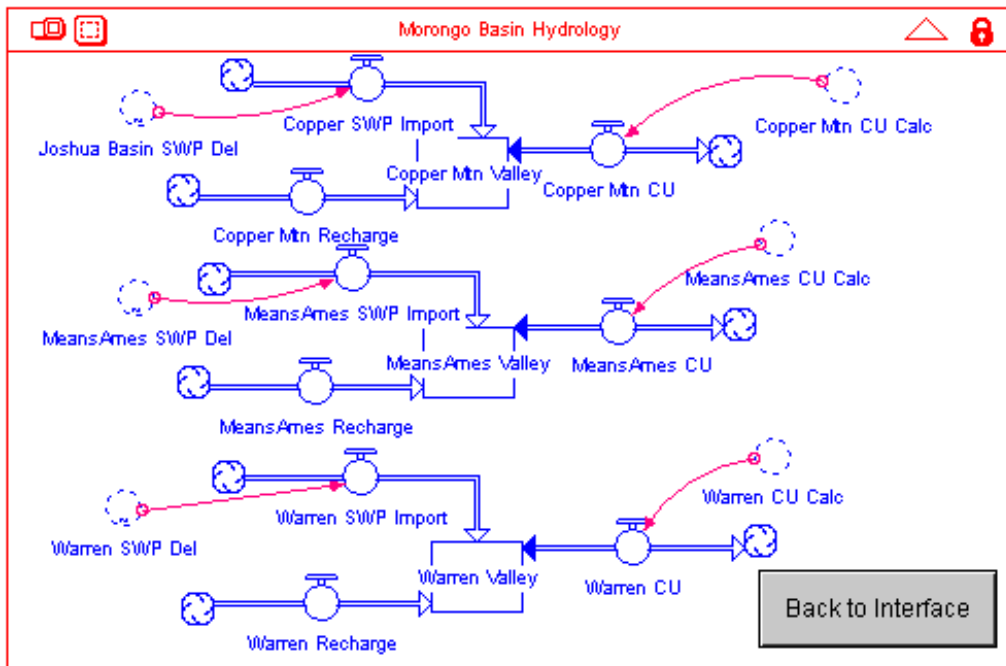 Morongo Basin Hydrology
Joshua Basin SWP Del
Copper SWP Import
Copper Mtn CU Calc
Copper Mtn Valley
Copper Mtn CU
Copper Mtn Recharge
MeansAmes SWP Del
MeansAmes SWP Import
MeansAmes CU Calc
MeansAmes Valley
MeansAmes CU
MeansAmes Recharge
Warren SWP Del
Warren SWP Import
Warren CU Calc
Warren Valley
Warren CU
Warren Recharge
Back to Interface